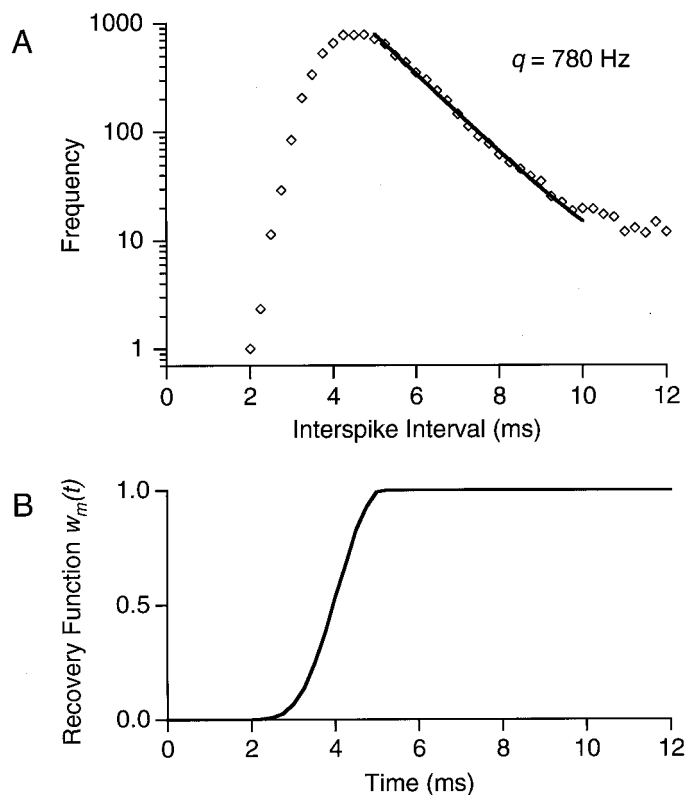 A
1000
q = 780 Hz
100
Frequency
10
1
0 2 4 6 8 10 12
Interspike Interval (ms)
B
1.0
Recovery Function w_m(t)
0.5
0.0
0 2 4 6 8 10 12
Time (ms)